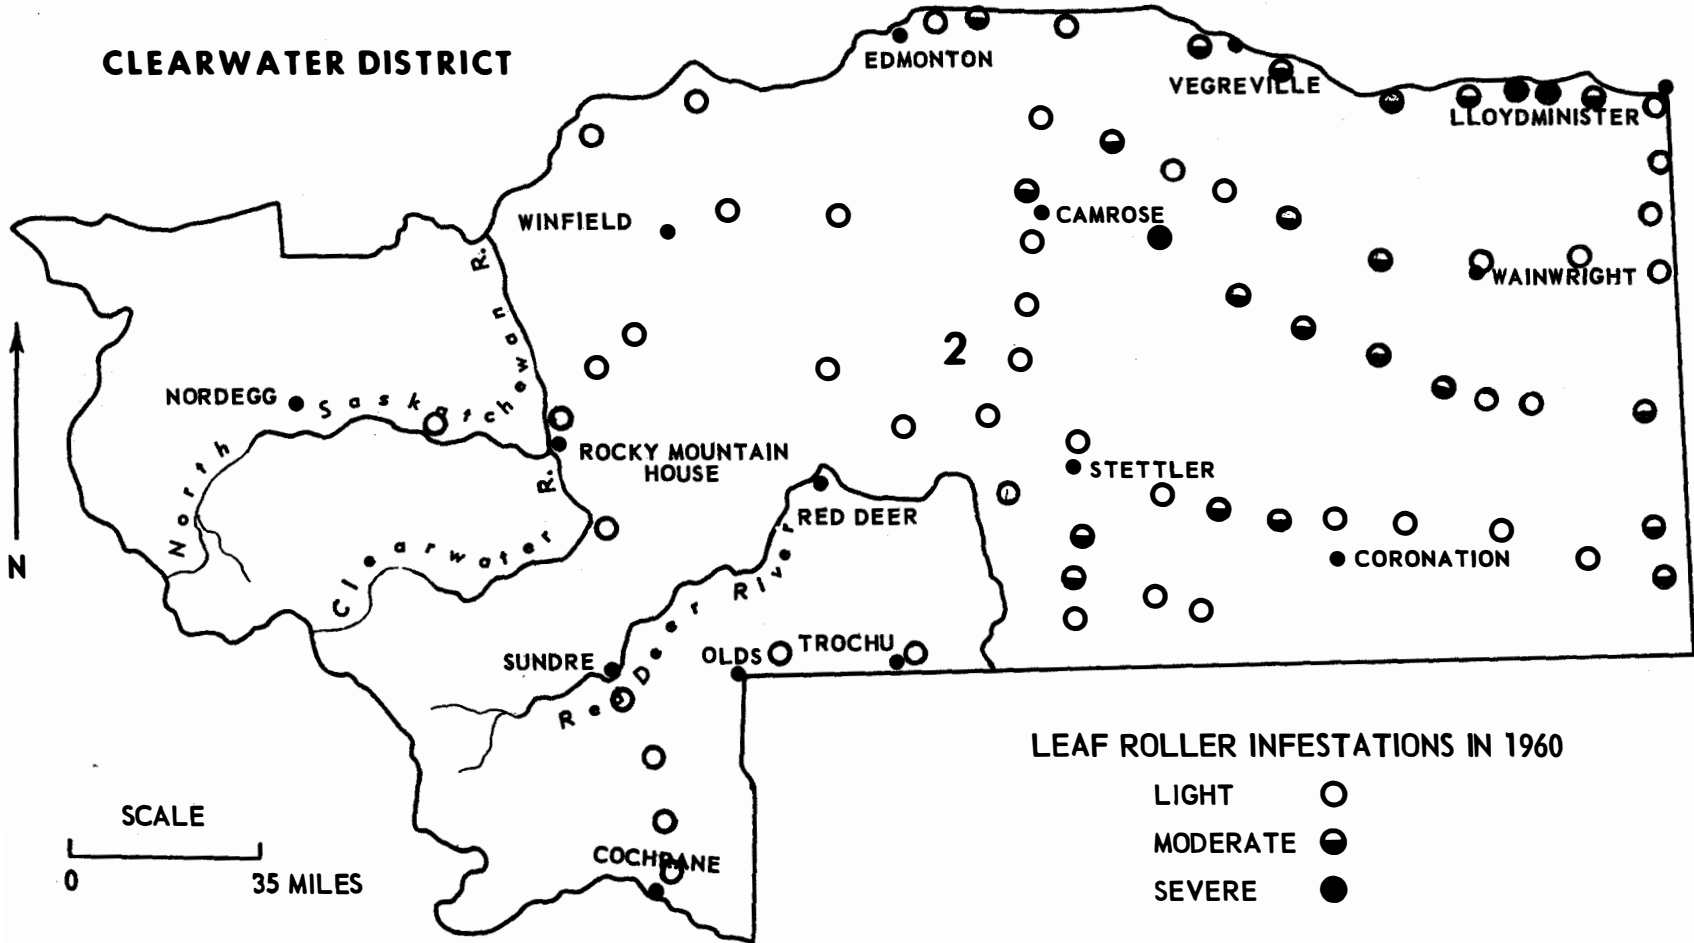 CLEARWATER DISTRICT
EDMONTON
VEGREVILLE
LLOYDMINISTER
WINFIELD
CAMROSE
WAINWRIGHT
NORDEGG
North Saskatchewan R.
2
ROCKY MOUNTAIN
HOUSE
STETTLER
RED DEER
CORONATION
Clearwater R.
N
Red Deer River
SUNDRE
OLDS
TROCHU
COCHRANE
SCALE
0 35 MILES
LEAF ROLLER INFESTATIONS IN 1960
LIGHT
MODERATE
SEVERE